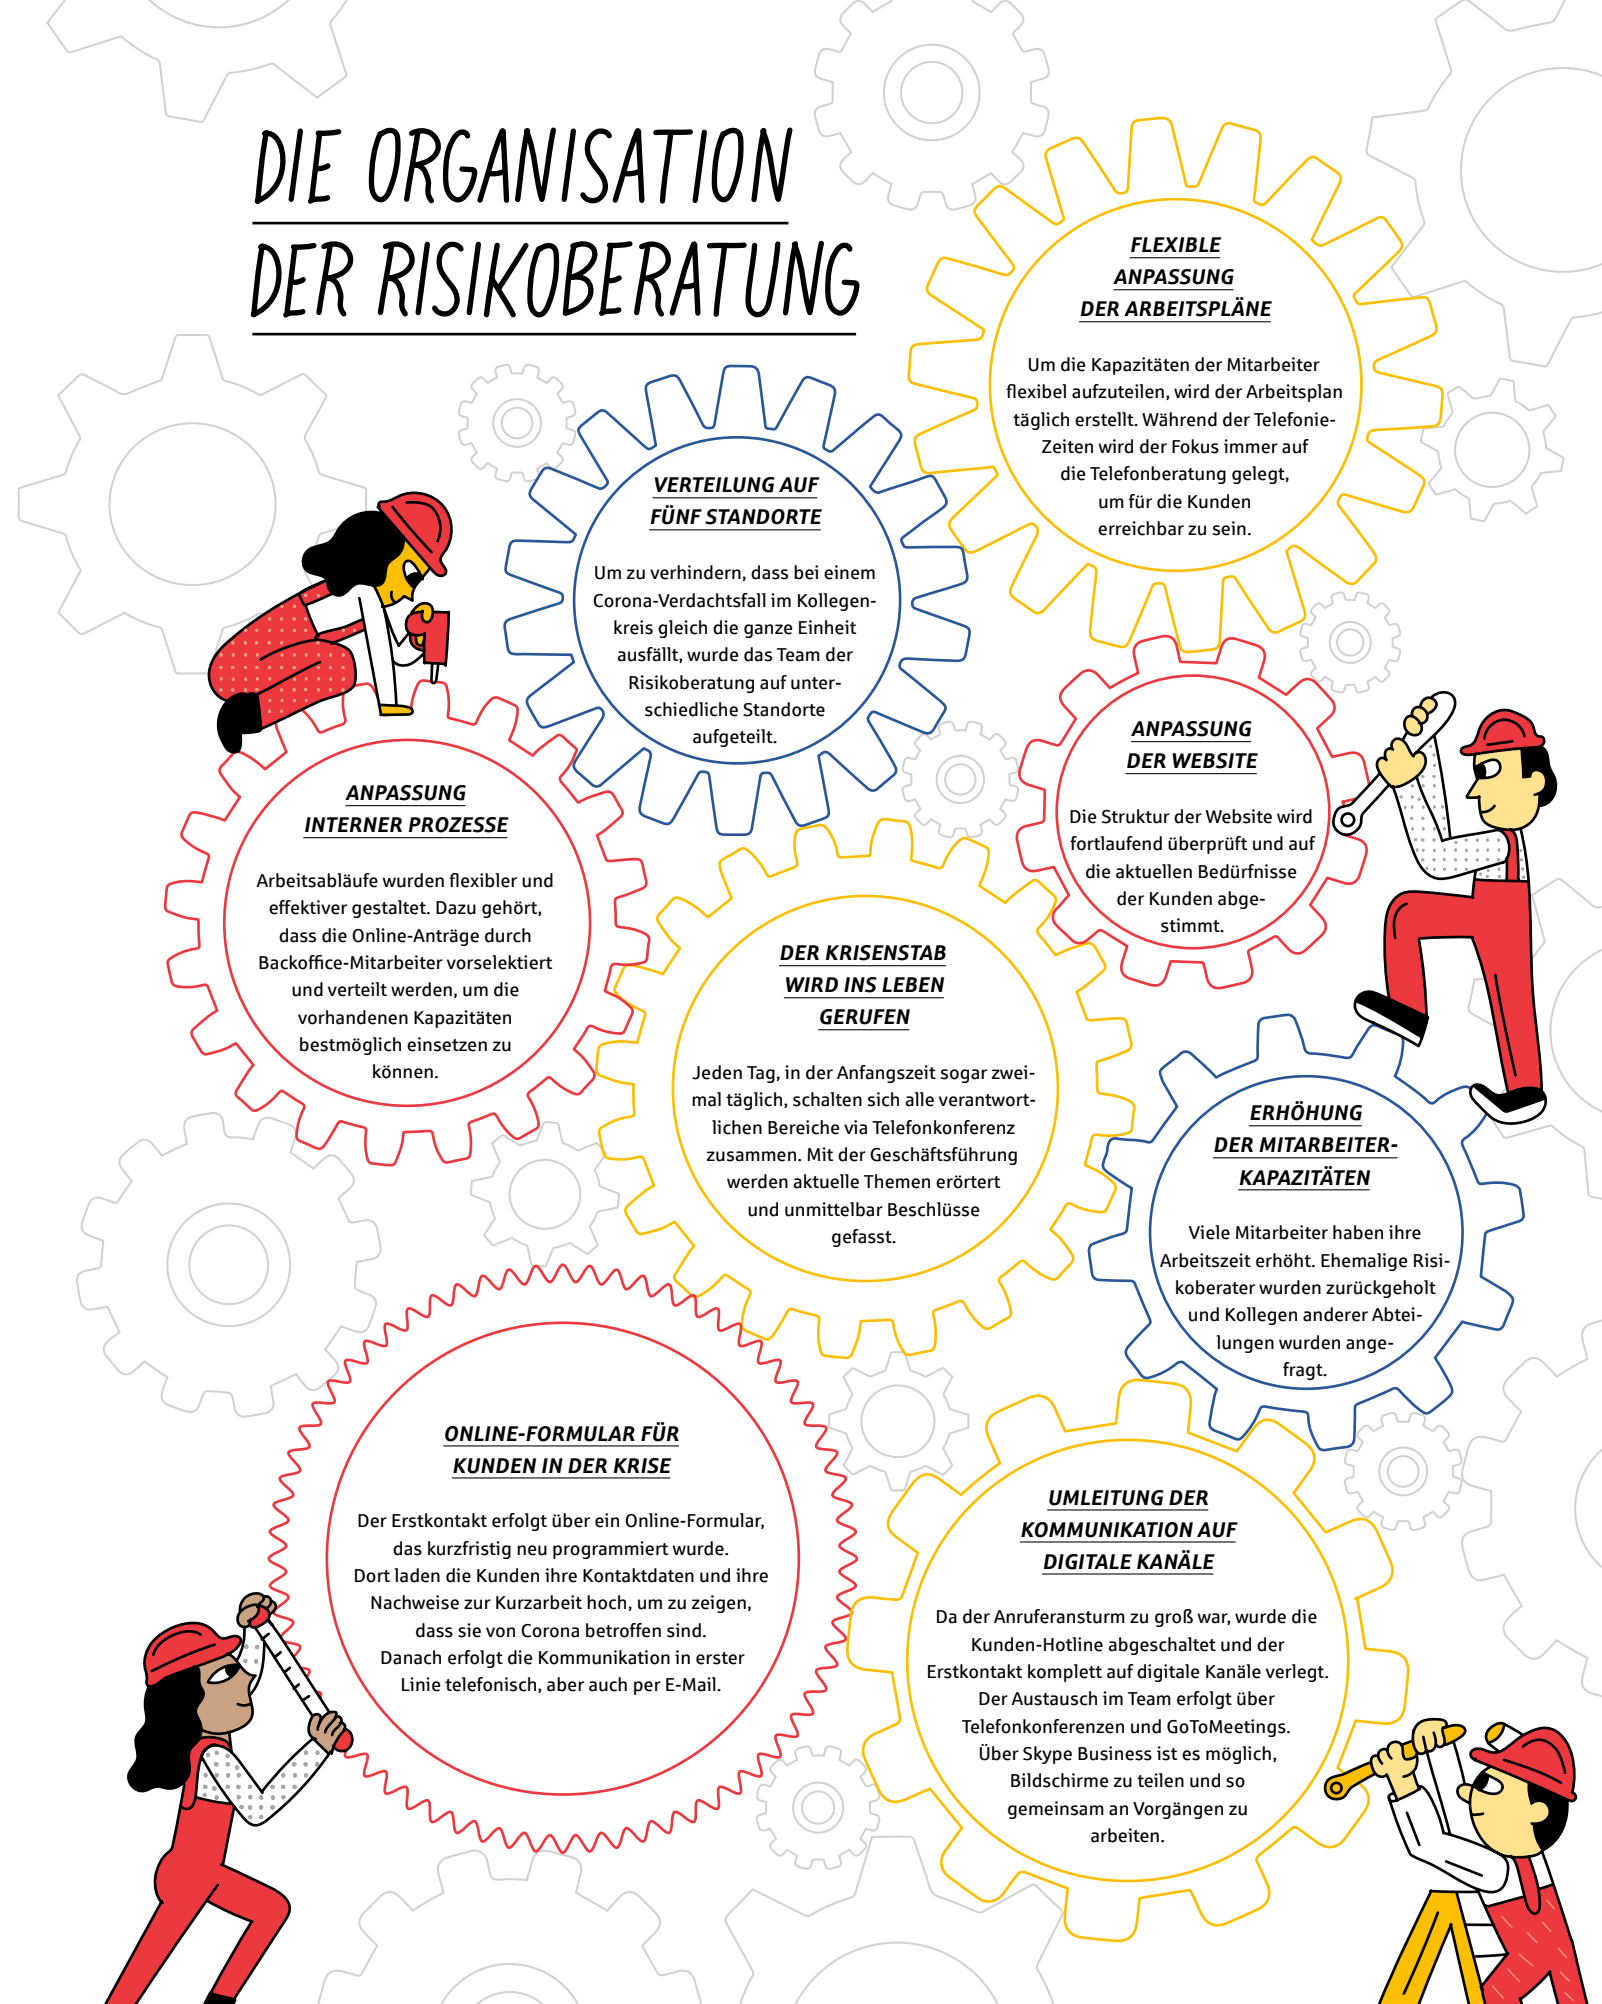 DIE ORGANISATION
DER RISIKOBERATUNG
FLEXIBLE
ANPASSUNG
DER ARBEITSPLÄNE
Um die Kapazitäten der Mitarbeiter
flexibel aufzuteilen, wird der Arbeitsplan
täglich erstellt. Während der Telefonie-
Zeiten wird der Fokus immer auf
die Telefonberatung gelegt,
um für die Kunden
erreichbar zu sein.
VERTEILUNG AUF
FÜNF STANDORTE
Um zu verhindern, dass bei einem
Corona-Verdachtsfall im Kollegen-
kreis gleich die ganze Einheit
ausfällt, wurde das Team der
Risikoberatung auf unter-
schiedliche Standorte
aufgeteilt.
ANPASSUNG
DER WEBSITE
Die Struktur der Website wird
fortlaufend überprüft und auf
die aktuellen Bedürfnisse
der Kunden abge-
stimmt.
ANPASSUNG
INTERNER PROZESSE
Arbeitsabläufe wurden flexibler und
effektiver gestaltet. Dazu gehört,
dass die Online-Anträge durch
Backoffice-Mitarbeiter vorselektiert
und verteilt werden, um die
vorhandenen Kapazitäten
bestmöglich einsetzen zu
können.
DER KRISENSTAB
WIRD INS LEBEN
GERUFEN
Jeden Tag, in der Anfangszeit sogar zwei-
mal täglich, schalten sich alle verantwort-
lichen Bereiche via Telefonkonferenz
zusammen. Mit der Geschäftsführung
werden aktuelle Themen erörtert
und unmittelbar Beschlüsse
gefasst.
ERHÖHUNG
DER MITARBEITER-
KAPAZITÄTEN
Viele Mitarbeiter haben ihre
Arbeitszeit erhöht. Ehemalige Risi-
koberater wurden zurückgeholt
und Kollegen anderer Abtei-
lungen wurden ange-
fragt.
ONLINE-FORMULAR FÜR
KUNDEN IN DER KRISE
Der Erstkontakt erfolgt über ein Online-Formular,
das kurzfristig neu programmiert wurde.
Dort laden die Kunden ihre Kontaktdaten und ihre
Nachweise zur Kurzarbeit hoch, um zu zeigen,
dass sie von Corona betroffen sind.
Danach erfolgt die Kommunikation in erster
Linie telefonisch, aber auch per E-Mail.
UMLEITUNG DER
KOMMUNIKATION AUF
DIGITALE KANÄLE
Da der Anruferansturm zu groß war, wurde die
Kunden-Hotline abgeschaltet und der
Erstkontakt komplett auf digitale Kanäle verlegt.
Der Austausch im Team erfolgt über
Telefonkonferenzen und GoToMeetings.
Über Skype Business ist es möglich,
Bildschirme zu teilen und so
gemeinsam an Vorgängen zu
arbeiten.